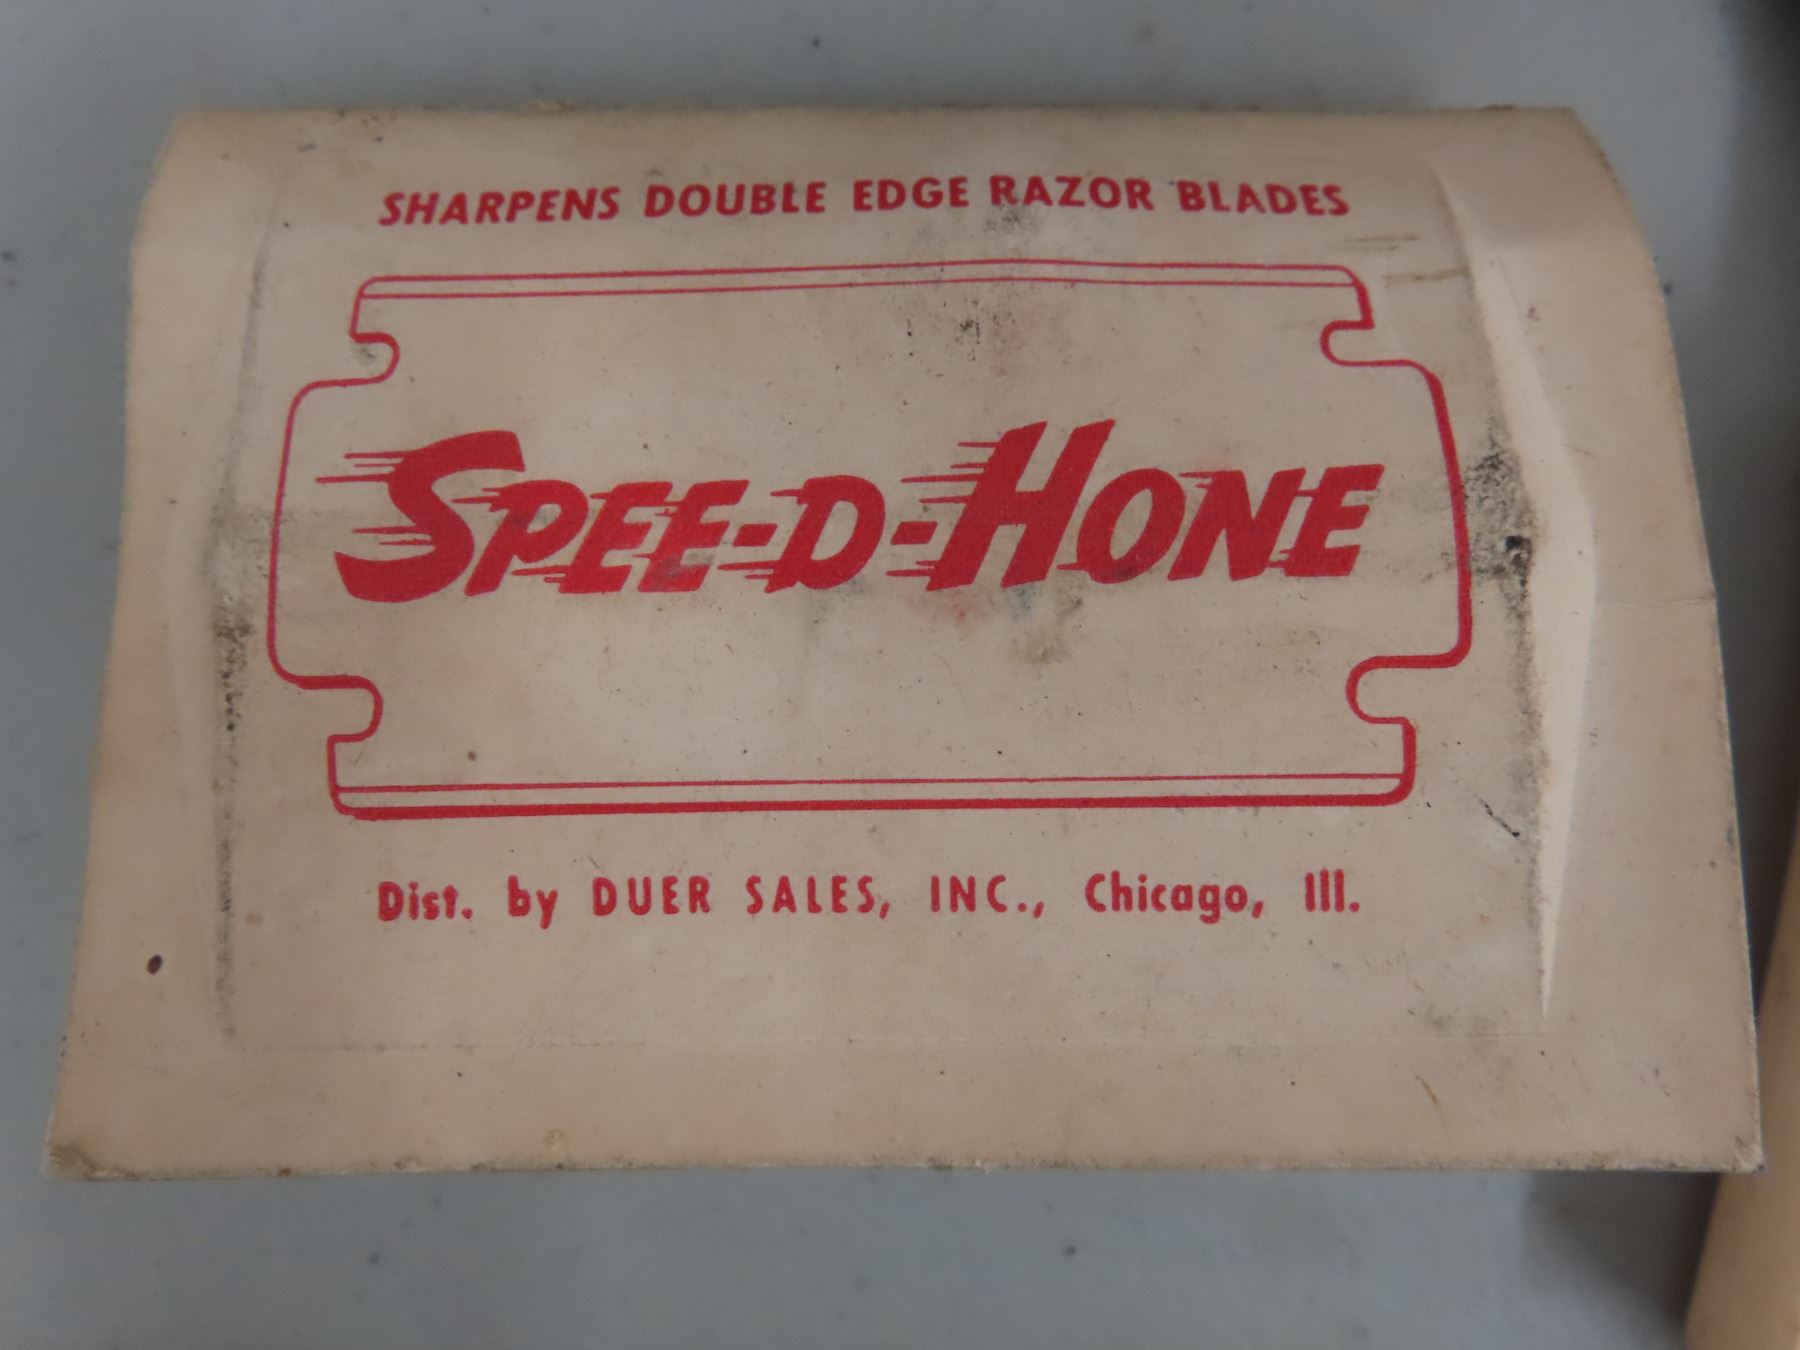 SHARPENS DOUBLE EDGE RAZOR BLADES
SPEE-D-HONE
Dist. by DUER SALES, INC., Chicago, Ill.